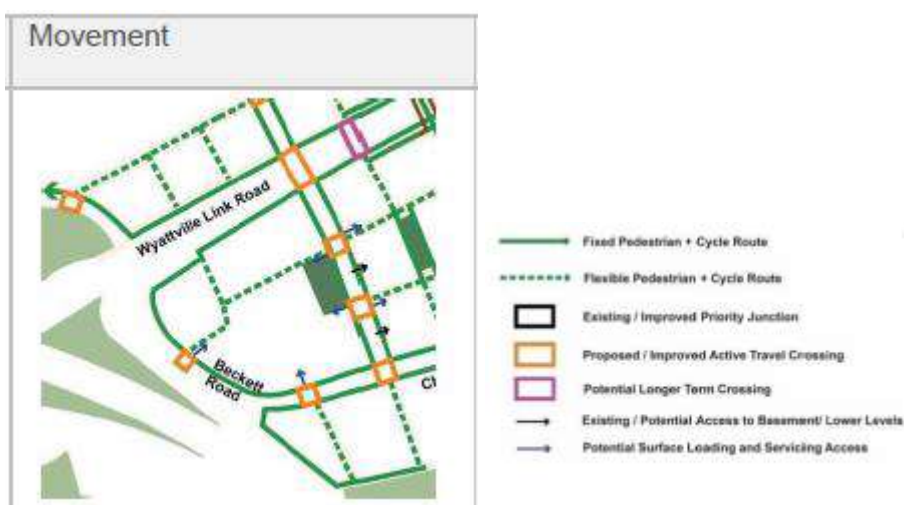 Movement
Wyattville Link Road
Beckett
Road
Ch
Fixed Pedestrian + Cycle Route
Flexible Pedestrian + Cycle Route
Existing / Improved Priority Junction
Proposed / Improved Active Travel Crossing
Potential Longer Term Crossing
Existing / Potential Access to Basement/ Lower Levels
Potential Surface Loading and Servicing Access